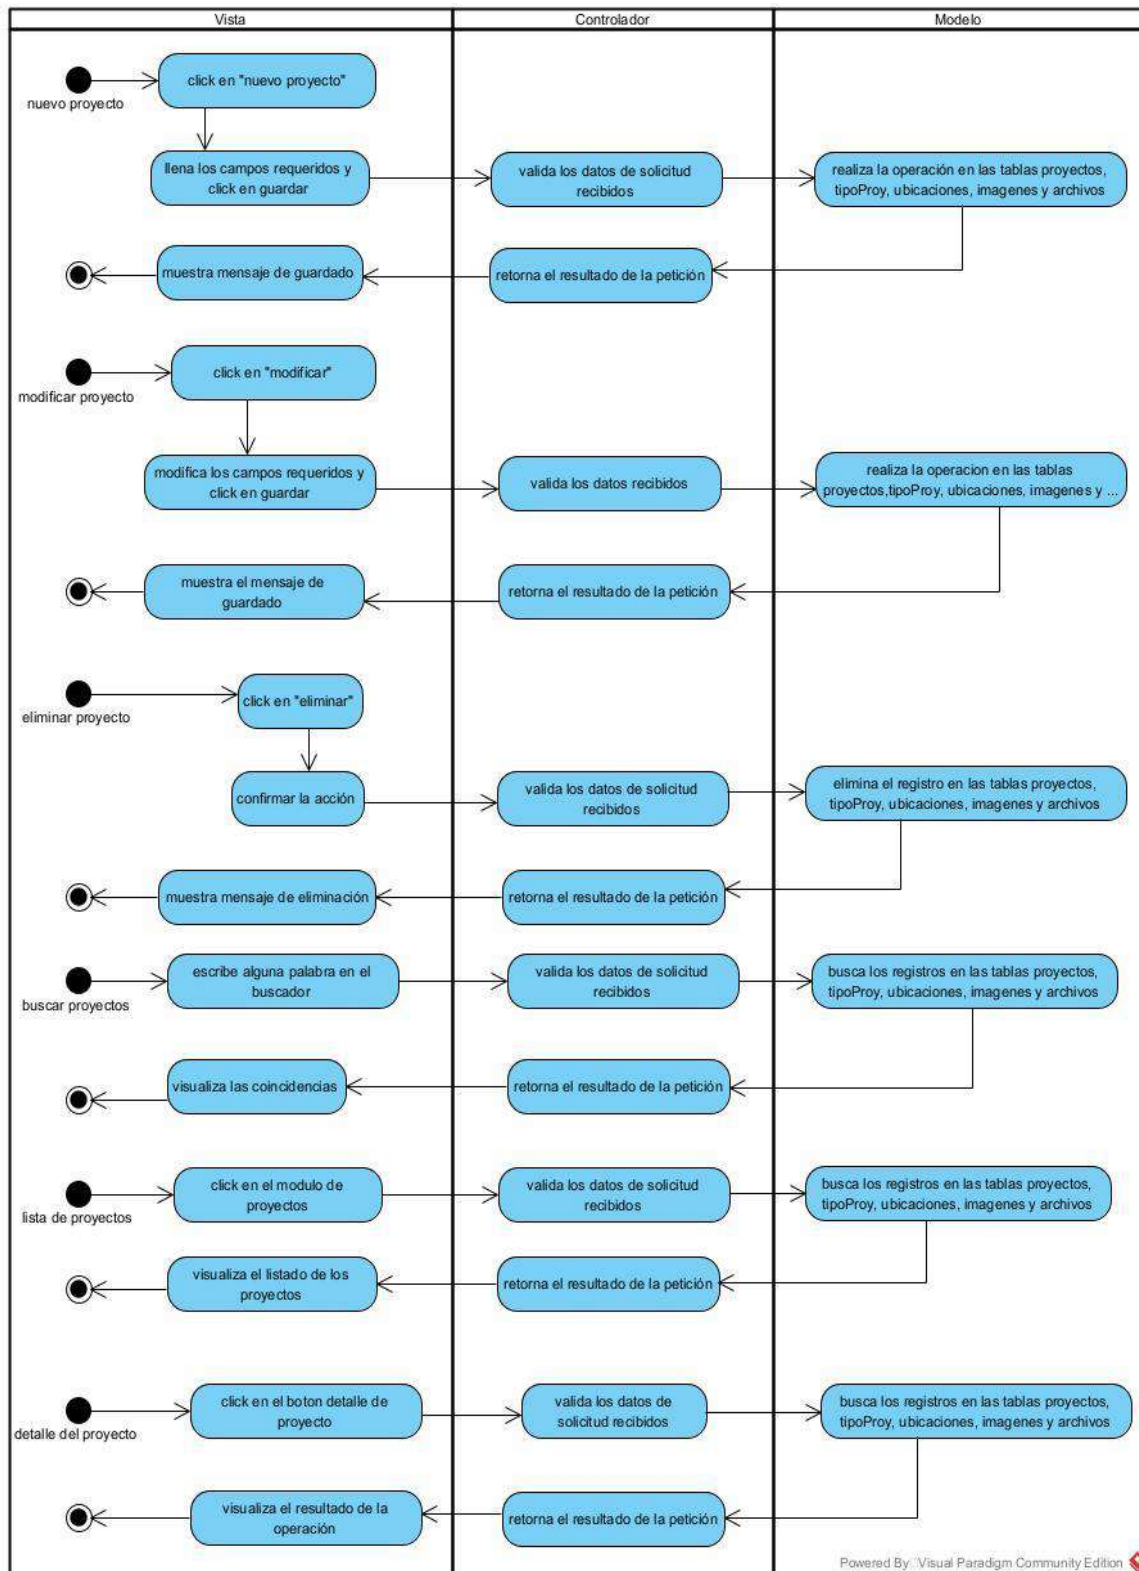 Vista
Controlador
Modelo
click en "nuevo proyecto"
nuevo proyecto
llena los campos requeridos y
click en guardar
valida los datos de solicitud
recibidos
realiza la operación en las tablas proyectos,
tipoProy, ubicaciones, imagenes y archivos
muestra mensaje de guardado
retorna el resultado de la petición
click en "modificar"
modificar proyecto
modifica los campos requeridos y
click en guardar
valida los datos recibidos
realiza la operacion en las tablas
proyectos,tipoProy, ubicaciones, imagenes y ...
muestra el mensaje de
guardado
retorna el resultado de la petición
click en "eliminar"
eliminar proyecto
confirmar la acción
valida los datos de solicitud
recibidos
elimina el registro en las tablas proyectos,
tipoProy, ubicaciones, imagenes y archivos
muestra mensaje de eliminación
retorna el resultado de la petición
buscar proyectos
escribe alguna palabra en el
buscador
valida los datos de solicitud
recibidos
busca los registros en las tablas proyectos,
tipoProy, ubicaciones, imagenes y archivos
visualiza las coincidencias
retorna el resultado de la petición
lista de proyectos
click en el modulo de
proyectos
valida los datos de solicitud
recibidos
busca los registros en las tablas proyectos,
tipoProy, ubicaciones, imagenes y archivos
visualiza el listado de los
proyectos
retorna el resultado de la petición
detalle del proyecto
click en el boton detalle de
proyecto
valida los datos de
solicitud recibidos
busca los registros en las tablas proyectos,
tipoProy, ubicaciones, imagenes y archivos
visualiza el resultado de la
operación
retorna el resultado de la petición
Powered By Visual Paradigm Community Edition